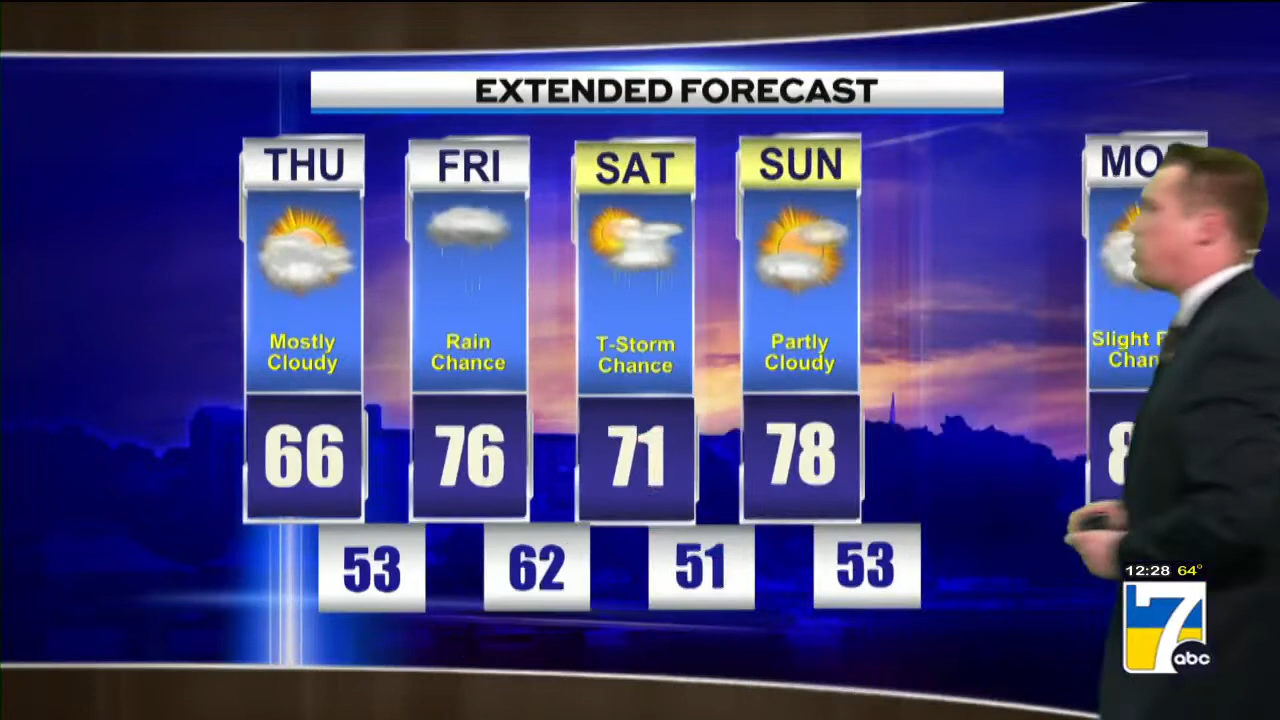 EXTENDED FORECAST
THU
FRI
SAT
SUN
Mostly
Cloudy
Rain
Chance
T-Storm
Chance
Partly
Cloudy
Slight
66
76
71
78
53
62
51
53
12:28 64°
7
abc